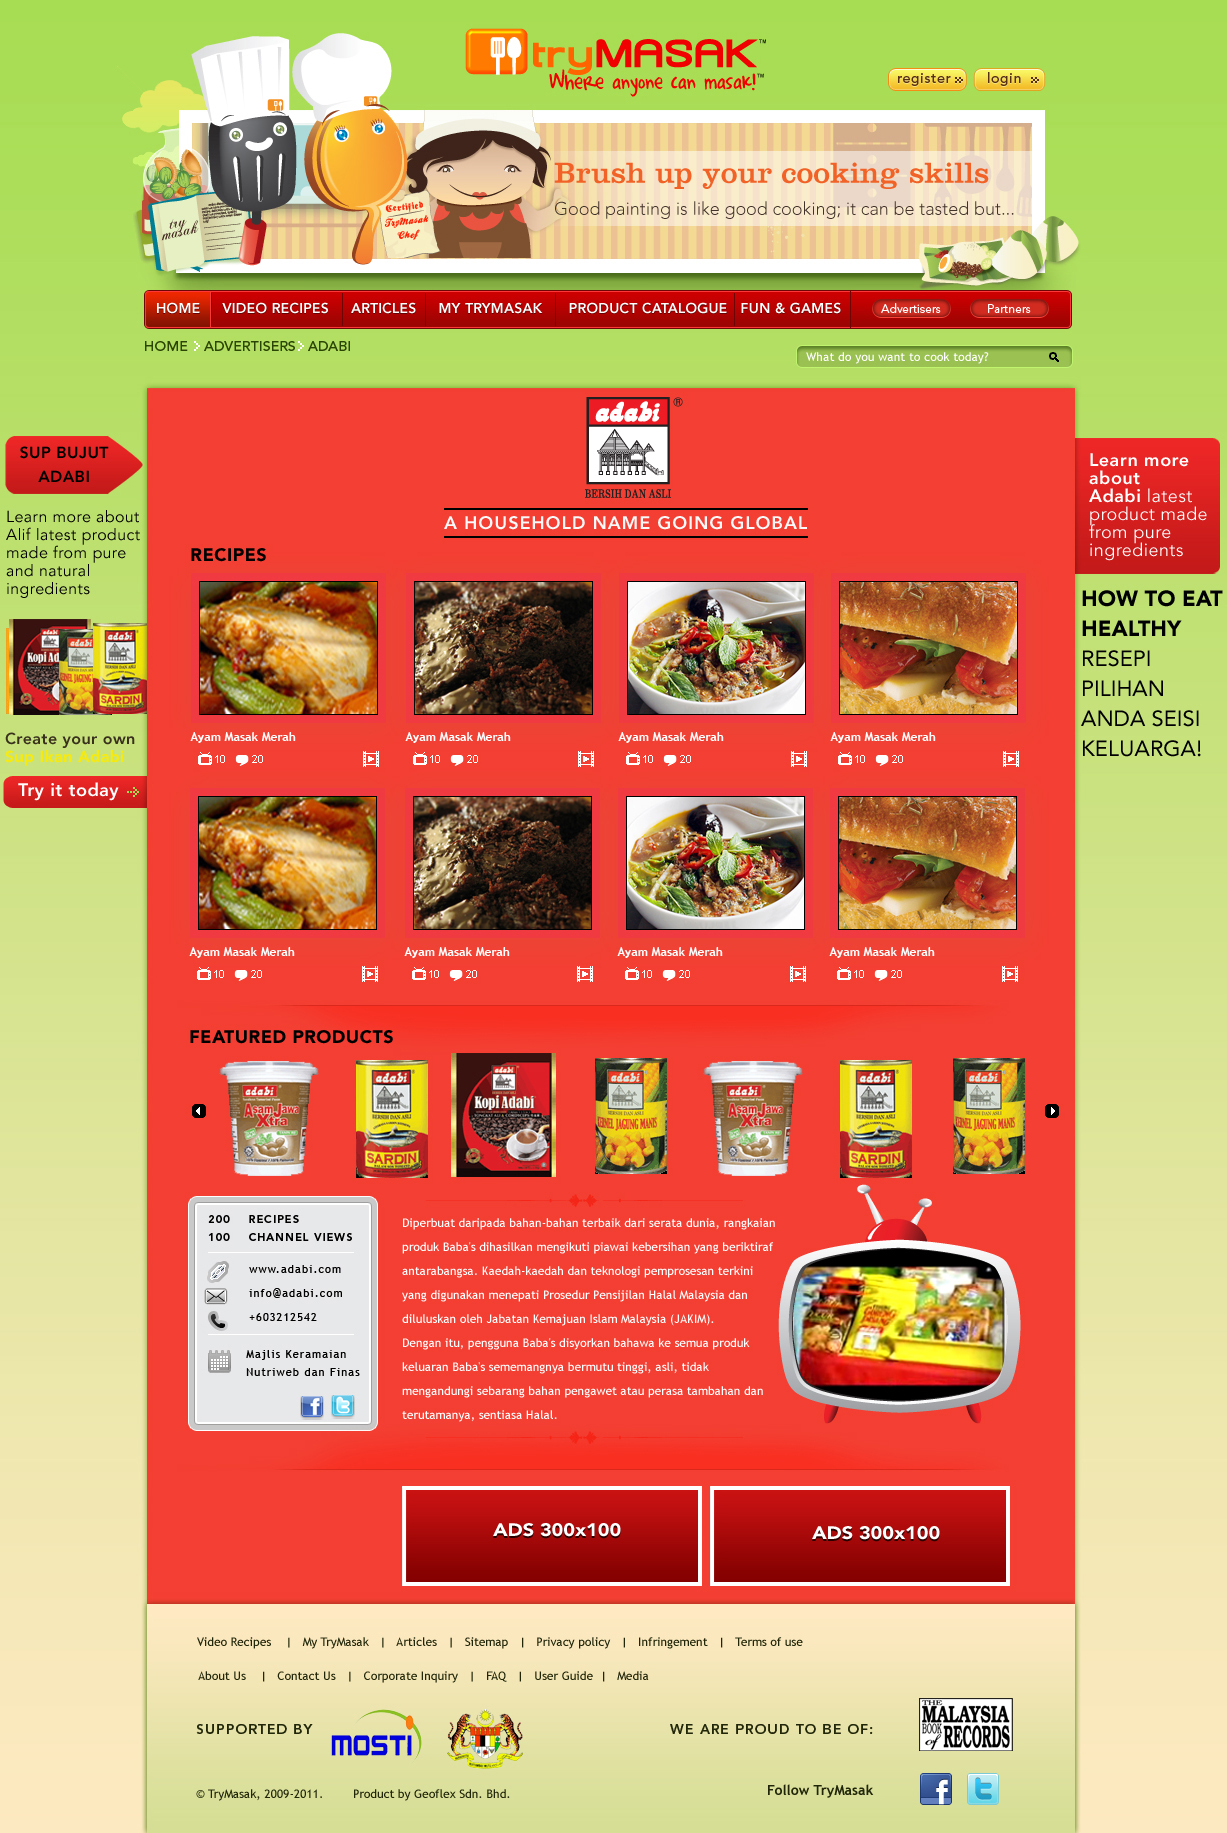 tryMASAK™
Where anyone can masak!™
register
login
Brush up your cooking skills
Good painting is like good cooking; it can be tasted but...
try
masak
Certified
TryMasak
Chef
HOME VIDEO RECIPES ARTICLES MY TRYMASAK PRODUCT CATALOGUE FUN & GAMES Advertisers Partners
HOME ADVERTISERS ADABI
What do you want to cook today?
adabi ®
BERSIH DAN ASLI
A HOUSEHOLD NAME GOING GLOBAL
SUP BUJUT
ADABI
Learn more about
Alif latest product
made from pure
and natural
ingredients
adabi
Kopi Ad
SARDIN
Create your own
Sup Ikan Adabi!
Try it today
Learn more
about
Adabi latest
product made
from pure
ingredients
HOW TO EAT
HEALTHY
RESEPI
PILIHAN
ANDA SEISI
KELUARGA!
RECIPES
Ayam Masak Merah Ayam Masak Merah Ayam Masak Merah Ayam Masak Merah
10 20 10 20 10 20 10 20
Ayam Masak Merah Ayam Masak Merah Ayam Masak Merah Ayam Masak Merah
10 20 10 20 10 20 10 20
FEATURED PRODUCTS
adabi
Asam Jawa
Xtra
adabi
BERSIH DAN ASLI
SARDIN
Kopi Adabi
adabi
BERSIH DAN ASLI
KERNEL JAGUNG MANIS
adabi
Asam Jawa
Xtra
adabi
BERSIH DAN ASLI
SARDIN
adabi
BERSIH DAN ASLI
KERNEL JAGUNG MANIS
200 RECIPES
100 CHANNEL VIEWS
www.adabi.com
info@adabi.com
+603212542
Majlis Keramaian
Nutriweb dan Finas
Diperbuat daripada bahan-bahan terbaik dari serata dunia, rangkaian
produk Baba's dihasilkan mengikuti piawai kebersihan yang beriktiraf
antarabangsa. Kaedah-kaedah dan teknologi pemprosesan terkini
yang digunakan menepati Prosedur Pensijilan Halal Malaysia dan
diluluskan oleh Jabatan Kemajuan Islam Malaysia (JAKIM).
Dengan itu, pengguna Baba's disyorkan bahawa ke semua produk
keluaran Baba's sememangnya bermutu tinggi, asli, tidak
mengandungi sebarang bahan pengawet atau perasa tambahan dan
terutamanya, sentiasa Halal.
ADS 300x100
ADS 300x100
Video Recipes | My TryMasak | Articles | Sitemap | Privacy policy | Infringement | Terms of use
About Us | Contact Us | Corporate Inquiry | FAQ | User Guide | Media
SUPPORTED BY
MOSTI
WE ARE PROUD TO BE OF:
THE
MALAYSIA
BOOK of RECORDS
© TryMasak, 2009-2011. Product by Geoflex Sdn. Bhd.
Follow TryMasak